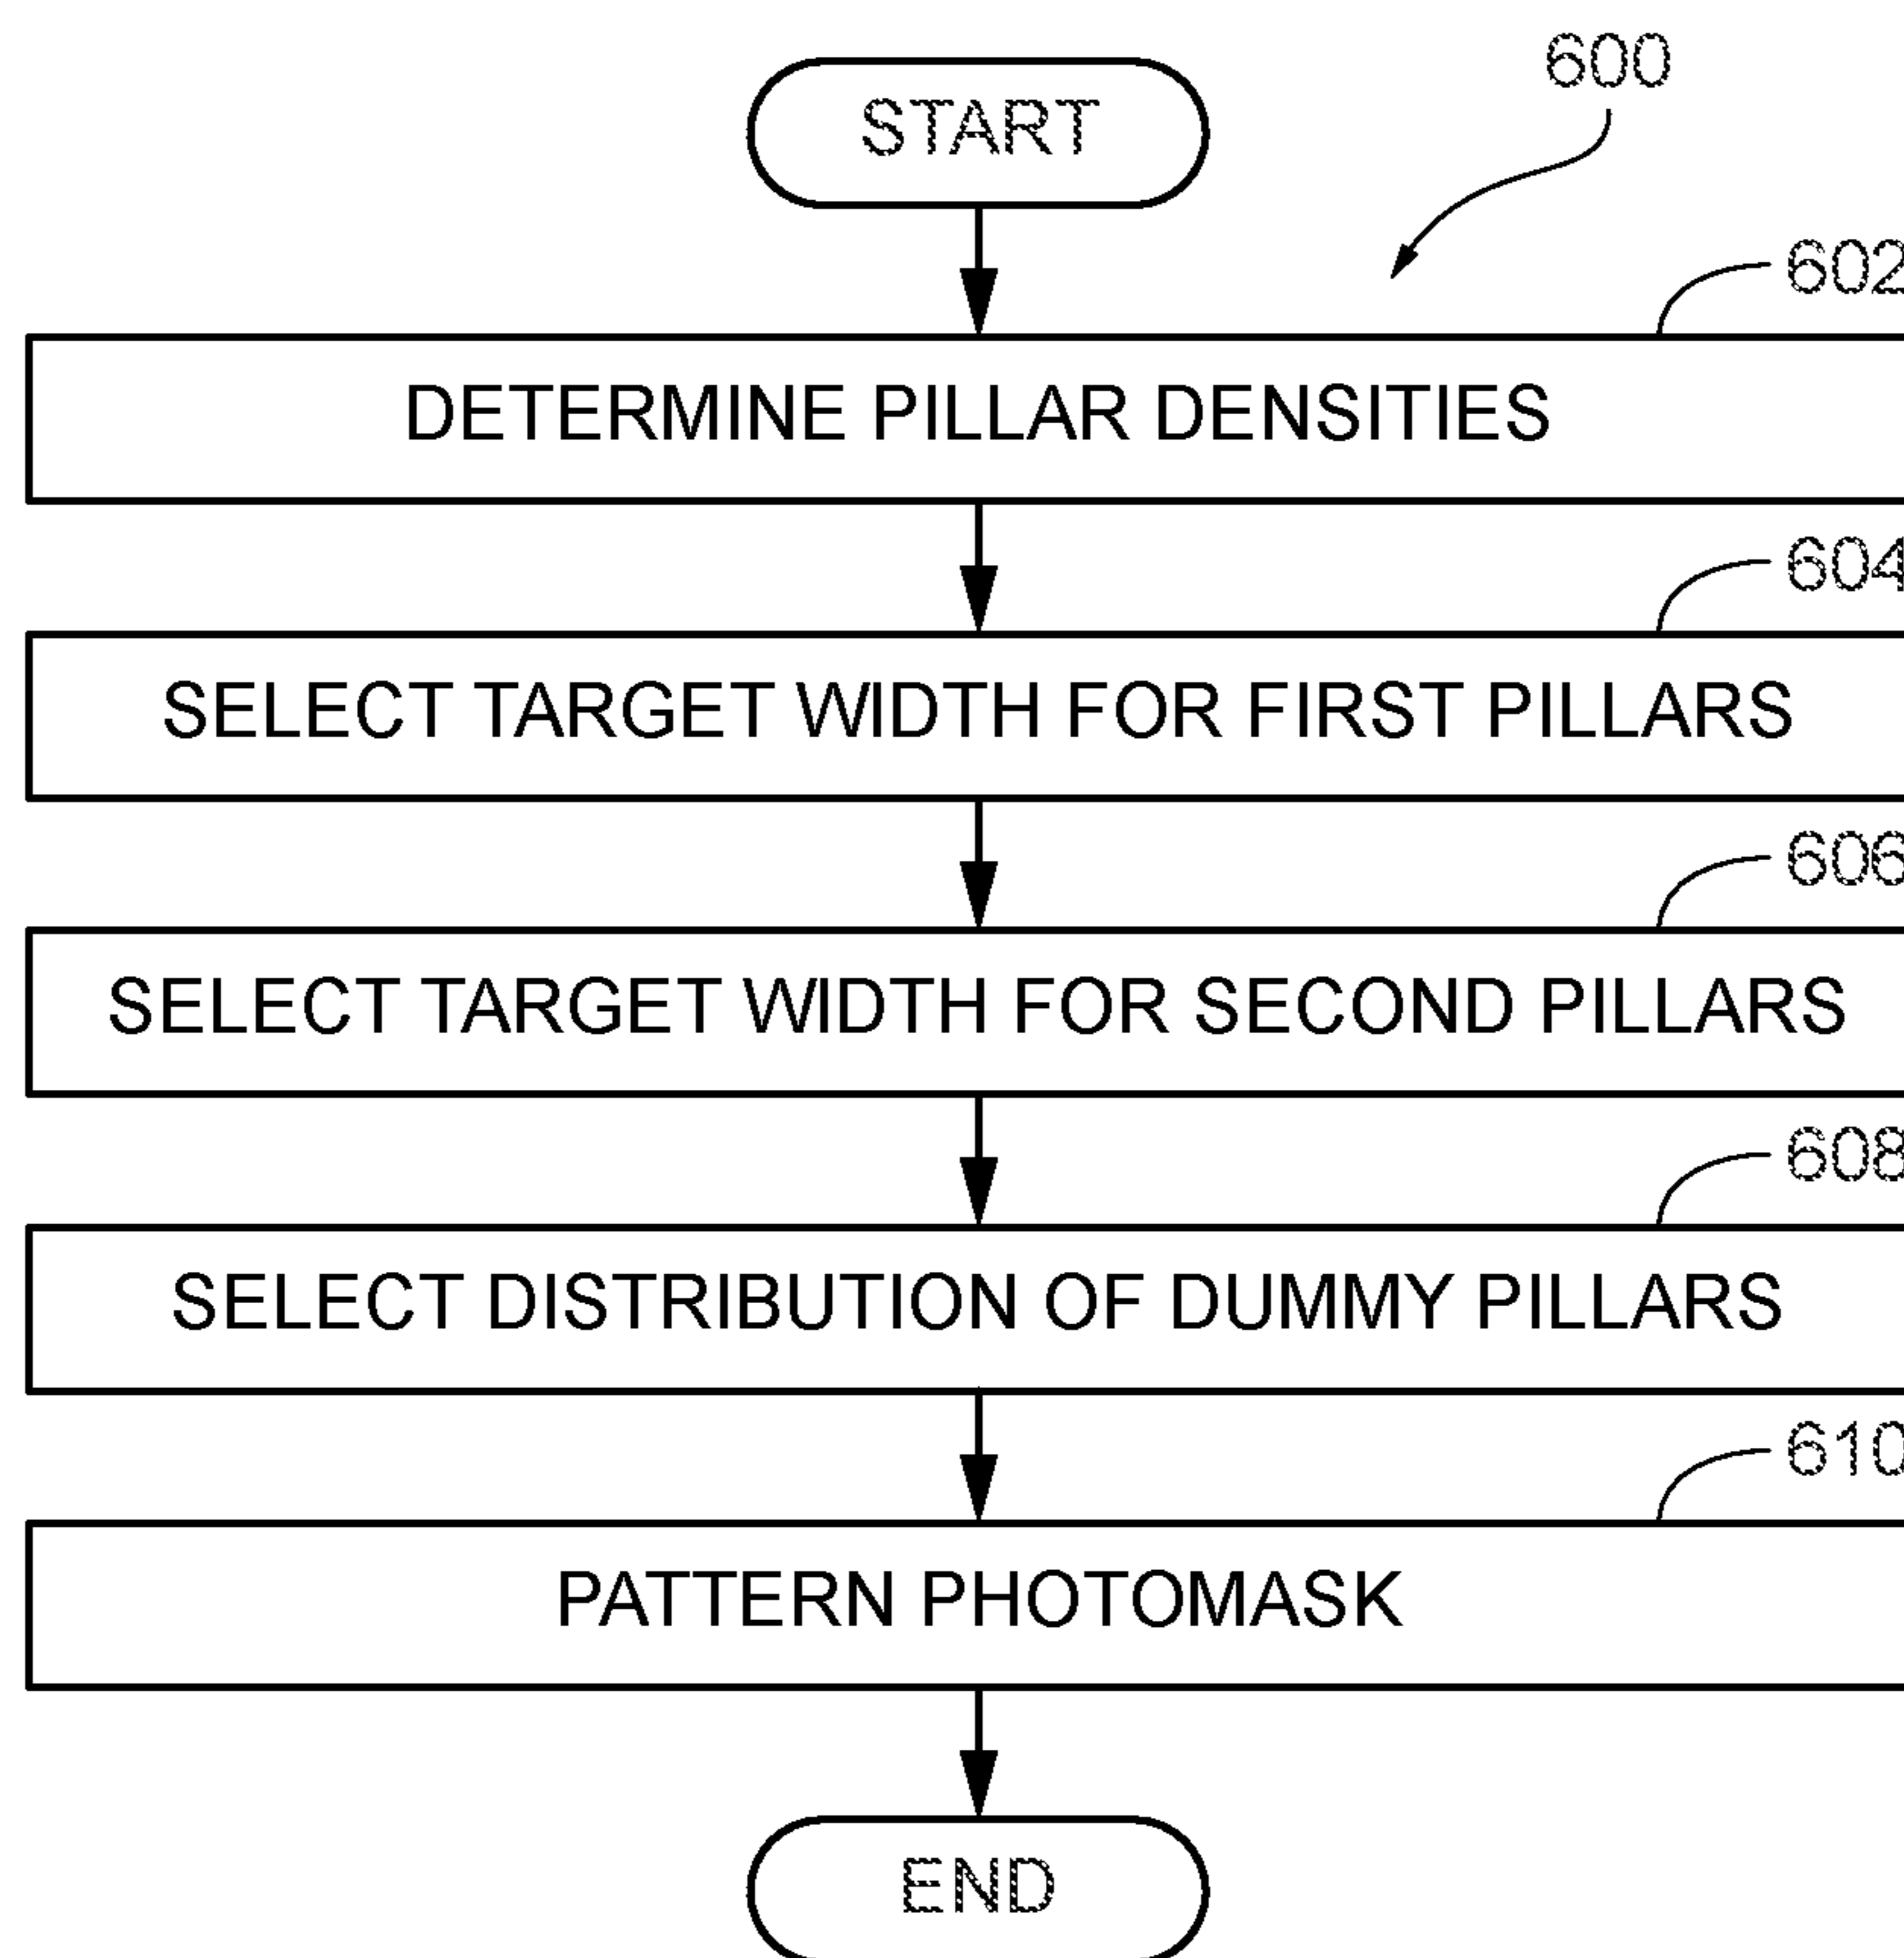 START
600
602
DETERMINE PILLAR DENSITIES
604
SELECT TARGET WIDTH FOR FIRST PILLARS
606
SELECT TARGET WIDTH FOR SECOND PILLARS
608
SELECT DISTRIBUTION OF DUMMY PILLARS
610
PATTERN PHOTOMASK
END